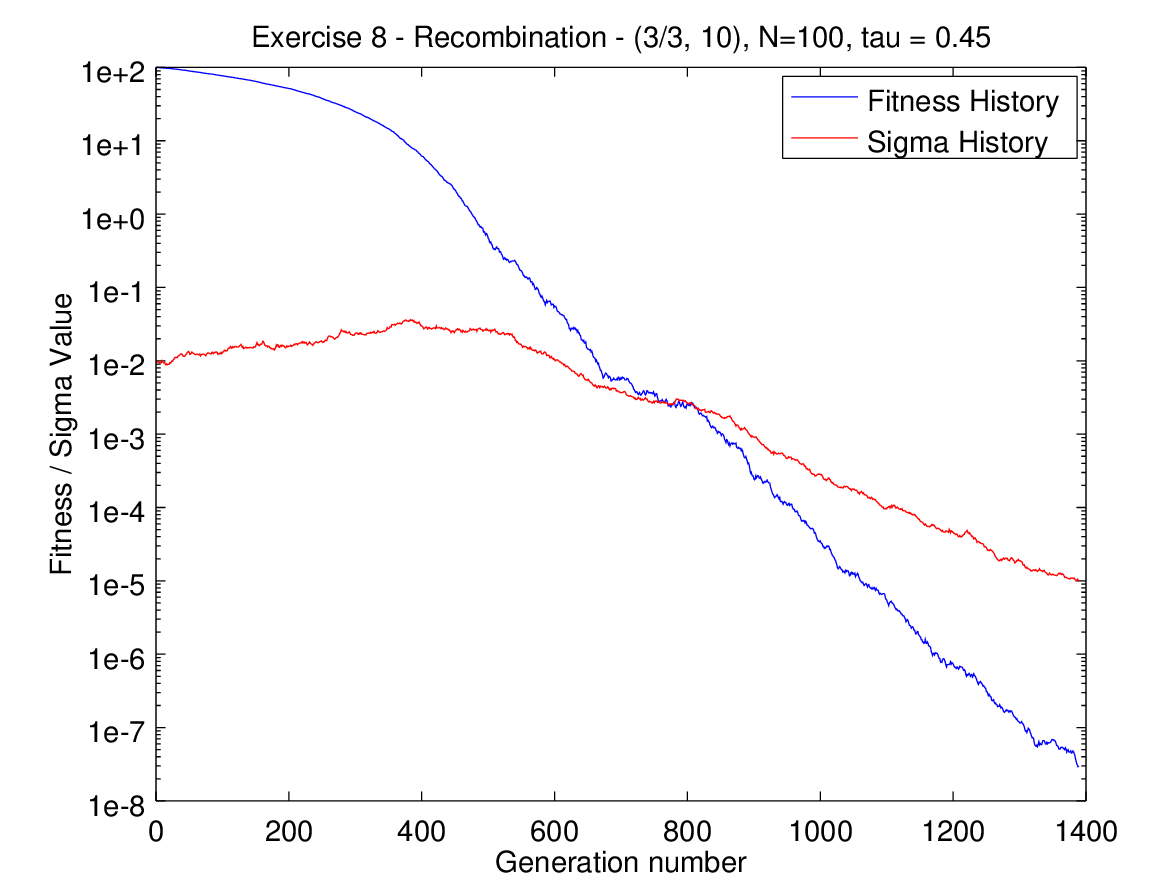 Exercise 8 - Recombination - (3/3, 10), N=100, tau = 0.45
1e+2
1e+1
1e+0
1e-1
1e-2
1e-3
1e-4
1e-5
1e-6
1e-7
1e-8
Fitness / Sigma Value
Fitness History
Sigma History
0 200 400 600 800 1000 1200 1400
Generation number